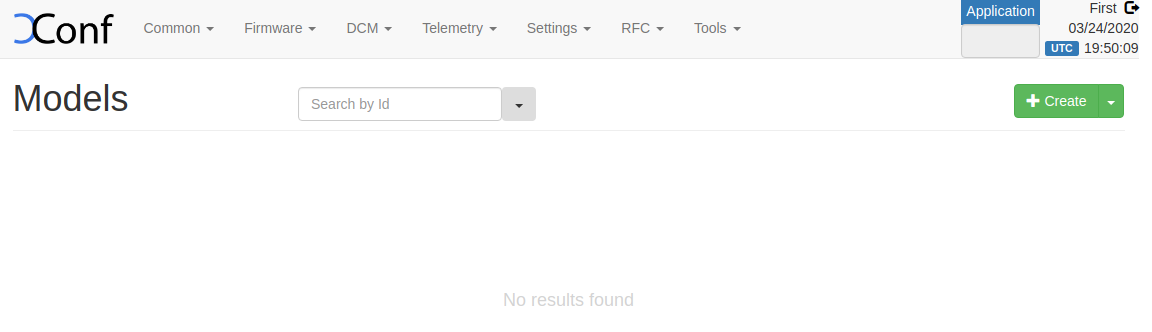 XConf Common Firmware DCM Telemetry Settings RFC Tools Application First
03/24/2020
UTC 19:50:09
Models Search by Id Create
No results found